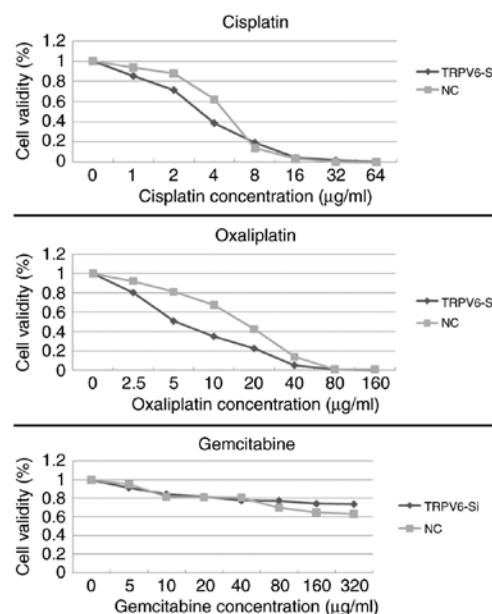 Cisplatin
Cell validity (%)
1.2
1
0.8
0.6
0.4
0.2
0
0 1 2 4 8 16 32 64
Cisplatin concentration (µg/ml)
TRPV6-S
NC
Oxaliplatin
Cell validity (%)
1.2
1
0.8
0.6
0.4
0.2
0
0 2.5 5 10 20 40 80 160
Oxaliplatin concentration (µg/ml)
TRPV6-S
NC
Gemcitabine
Cell validity (%)
1.2
1
0.8
0.6
0.4
0.2
0
0 5 10 20 40 80 160 320
Gemcitabine concentration (µg/ml)
TRPV6-Si
NC